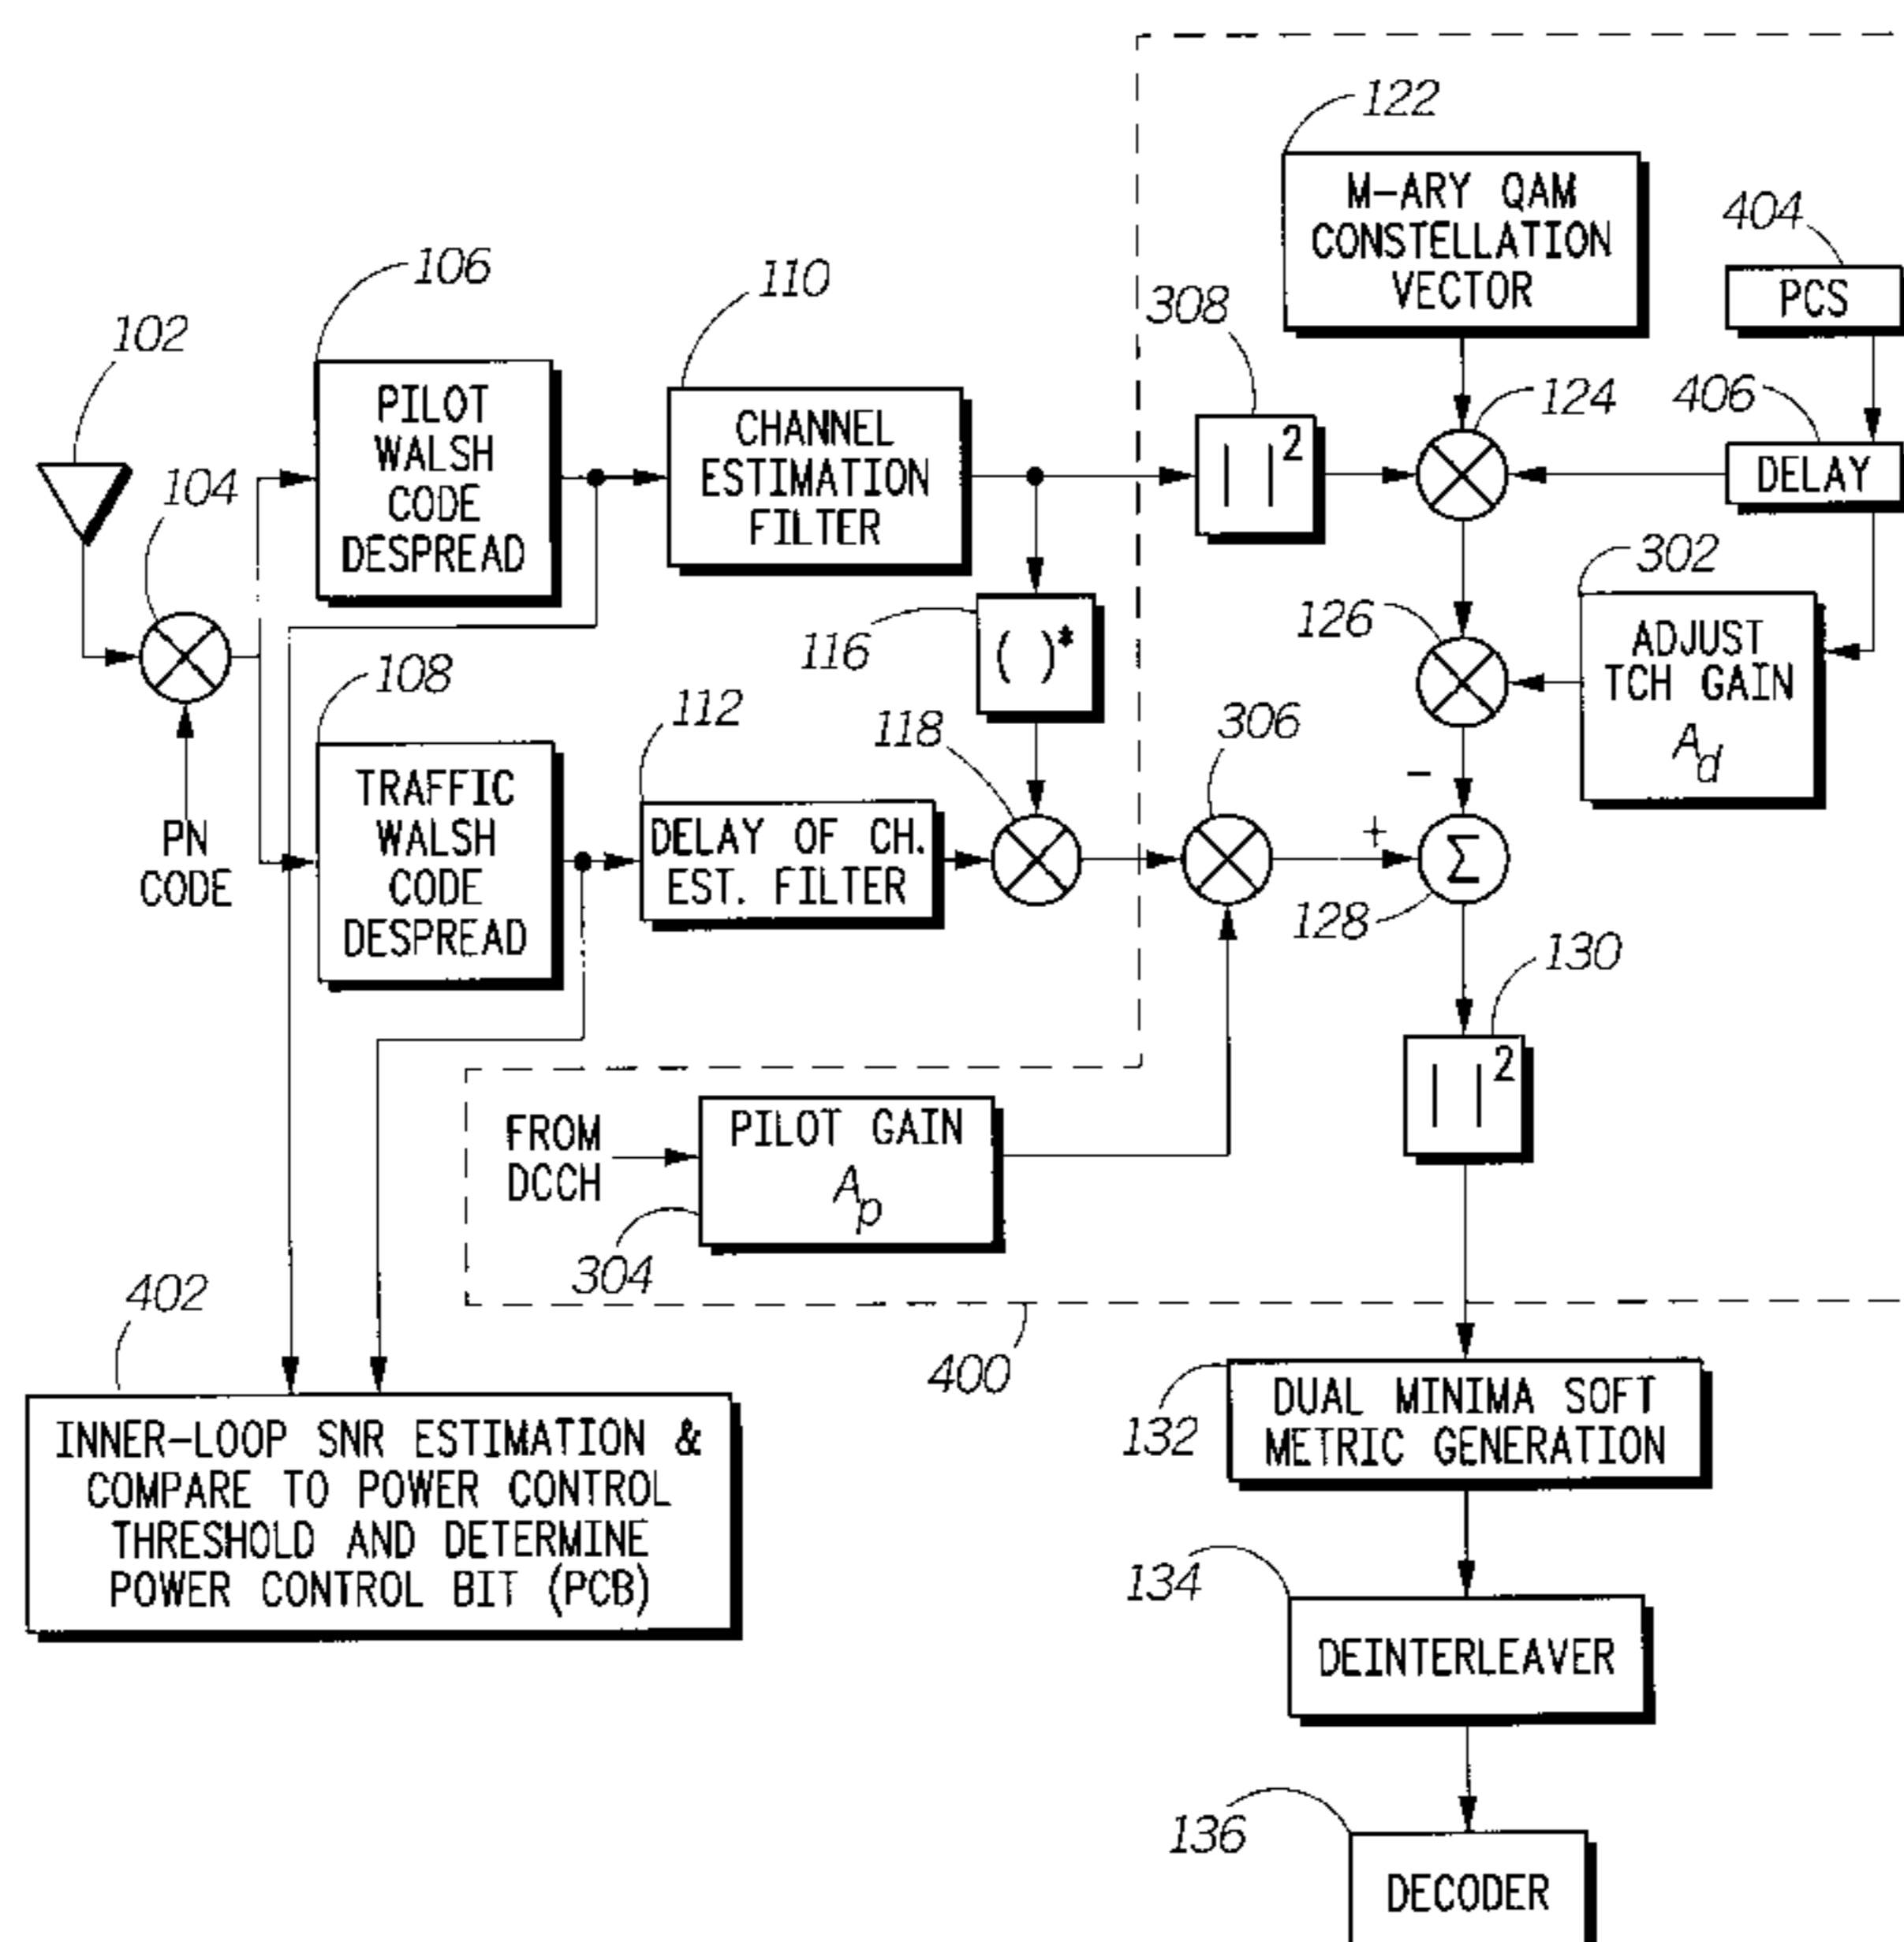 122
M-ARY QAM
CONSTELLATION
VECTOR
404
PCS
106
PILOT
WALSH
CODE
DESPREAD
110
CHANNEL
ESTIMATION
FILTER
308
| |²
124
406
DELAY
102
104
PN
CODE
116
( )*
126
302
ADJUST
TCH GAIN
A_d
108
TRAFFIC
WALSH
CODE
DESPREAD
112
DELAY OF CH.
EST. FILTER
118
306
−
+
Σ
128
130
| |²
FROM
DCCH
PILOT GAIN
A_p
304
400
402
INNER-LOOP SNR ESTIMATION &
COMPARE TO POWER CONTROL
THRESHOLD AND DETERMINE
POWER CONTROL BIT (PCB)
132
DUAL MINIMA SOFT
METRIC GENERATION
134
DEINTERLEAVER
136
DECODER